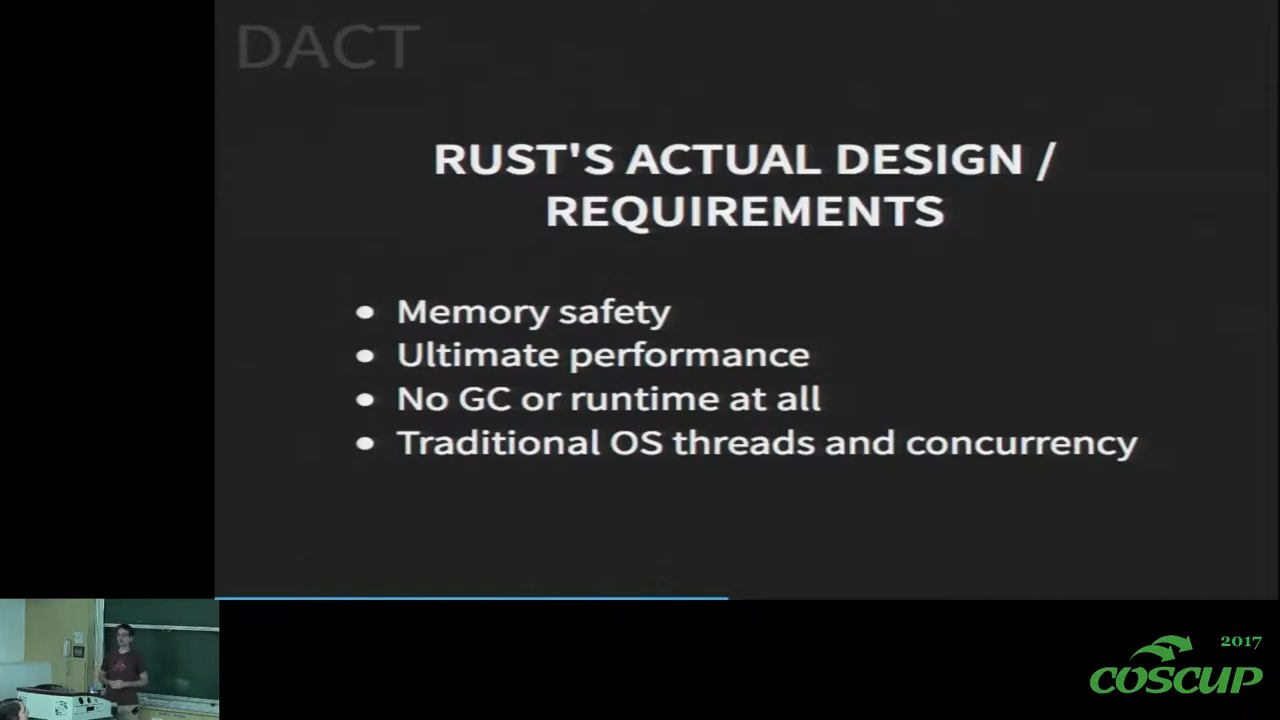 DACT
RUST'S ACTUAL DESIGN /
REQUIREMENTS
• Memory safety
• Ultimate performance
• No GC or runtime at all
• Traditional OS threads and concurrency
2017
COSCUP